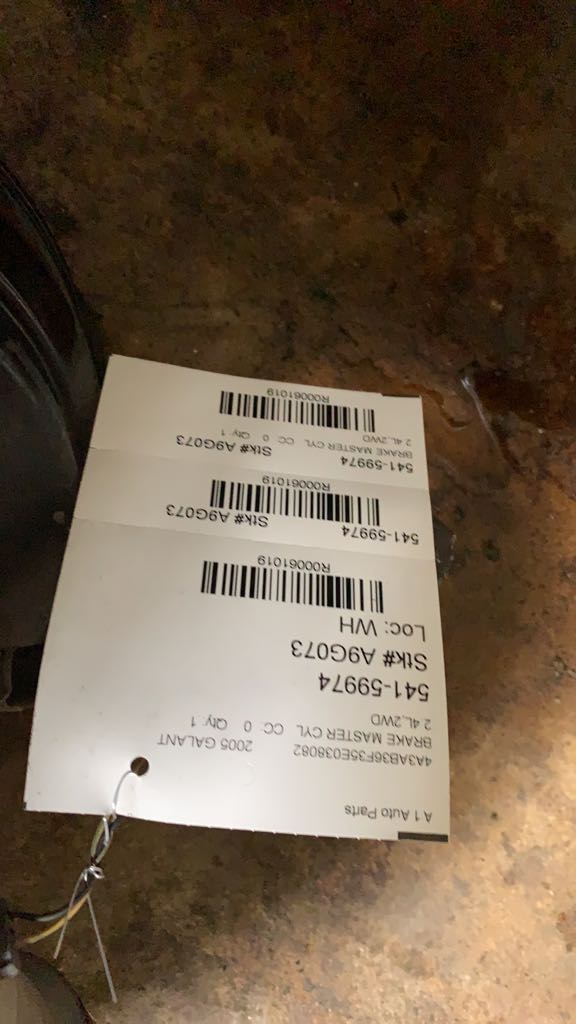 A 1 Auto Parts
4A3AB36F35E038082 2005 GALANT
BRAKE MASTER CYL CC: 0 Qty: 1
2.4L,2WD
541-59974
Stk# A9G073
Loc: WH
R00061019
541-59974 Stk# A9G073
R00061019
541-59974 Stk# A9G073
BRAKE MASTER CYL CC: 0 Qty: 1
2.4L,2WD
R00061019